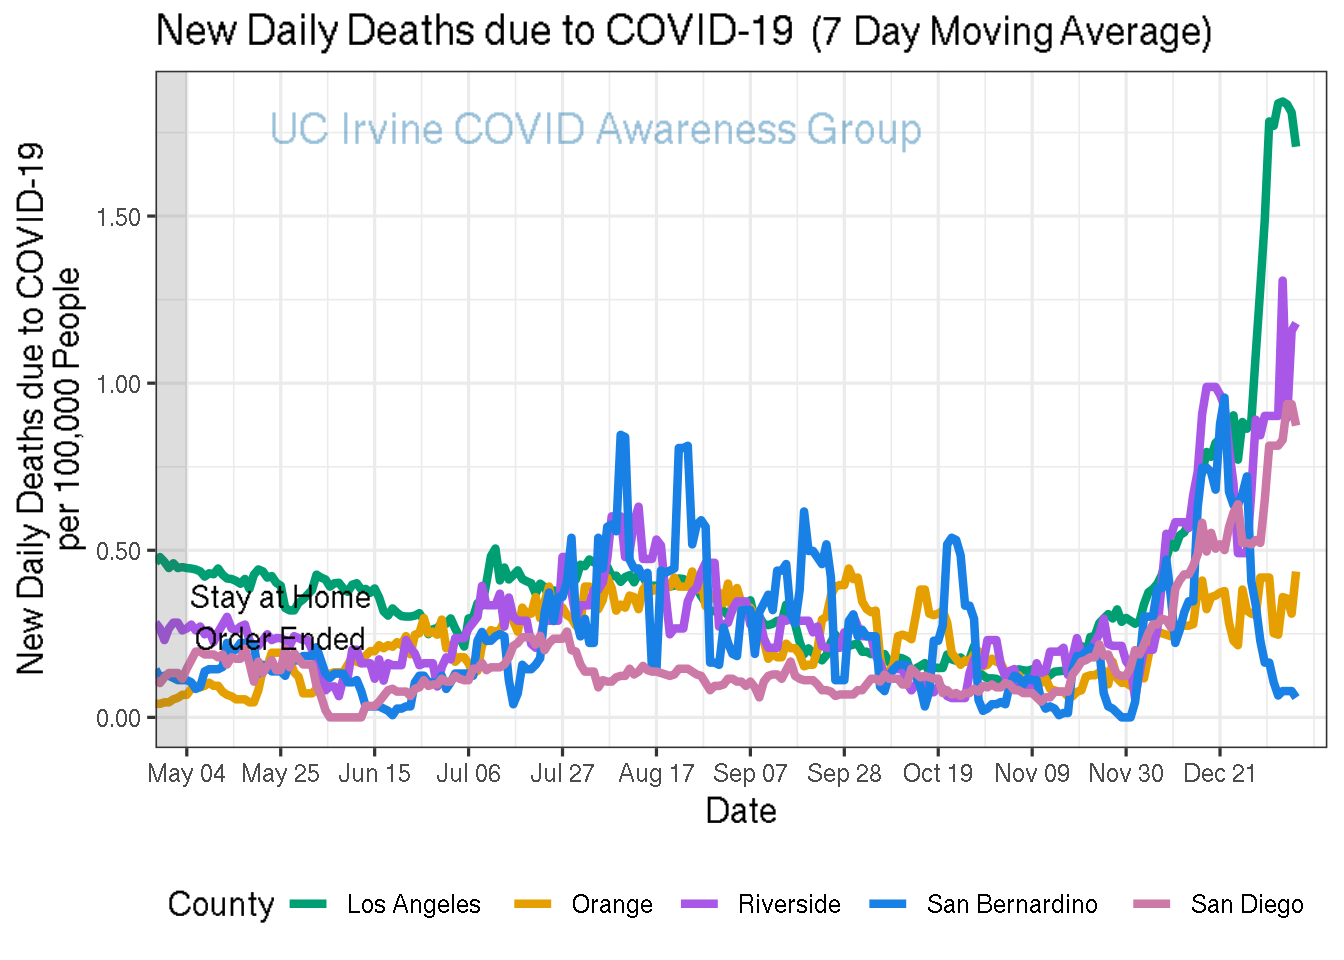 New Daily Deaths due to COVID-19 (7 Day Moving Average)
UC Irvine COVID Awareness Group
New Daily Deaths due to COVID-19
per 100,000 People
1.50
1.00
0.50
0.00
Stay at Home
Order Ended
May 04 May 25 Jun 15 Jul 06 Jul 27 Aug 17 Sep 07 Sep 28 Oct 19 Nov 09 Nov 30 Dec 21
Date
County Los Angeles Orange Riverside San Bernardino San Diego